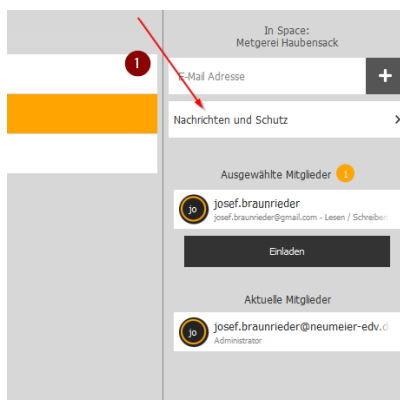 In Space:
Metgerei Haubensack
1
E-Mail Adresse
+
Nachrichten und Schutz
Ausgewählte Mitglieder 1
jo
josef.braunrieder
josef.braunrieder@gmail.com - Lesen / Schreiben
Einladen
Aktuelle Mitglieder
jo
josef.braunrieder@neumeier-edv.d
Administrator